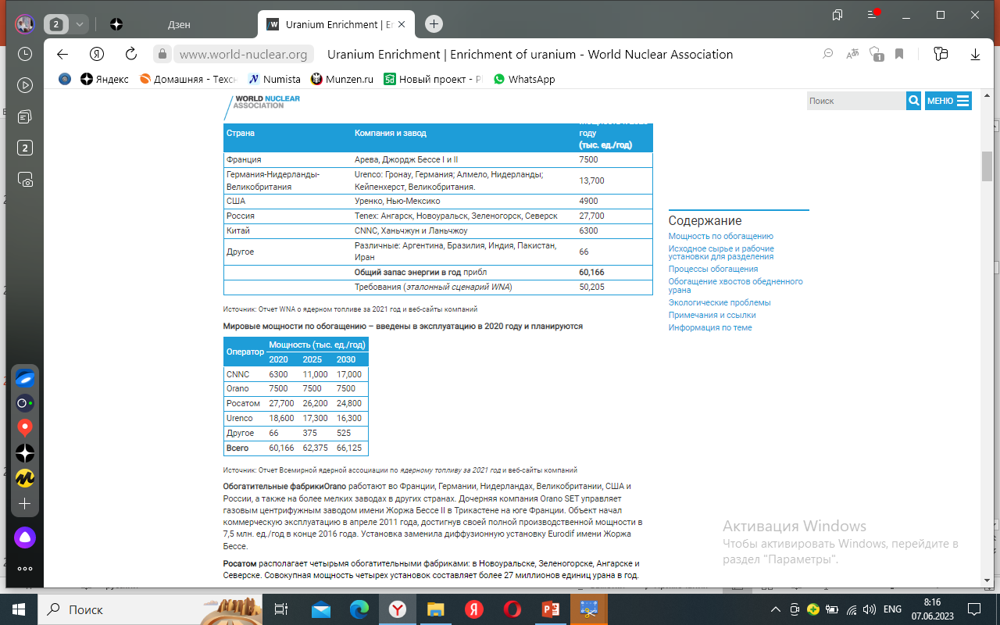 2
Дзен
Uranium Enrichment | En
www.world-nuclear.org
Uranium Enrichment | Enrichment of uranium - World Nuclear Association
1
Яндекс
Домашняя - Техн
Numista
Munzen.ru
Новый проект - Pl
WhatsApp
WORLD NUCLEAR
ASSOCIATION
Поиск
МЕНЮ
Страна Компания и завод году
(тыс. ед./год)
Франция Арева, Джордж Бессе I и II 7500
Германия-Нидерланды-
Великобритания
Urenco: Гронау, Германия; Алмело, Нидерланды;
Кейпенхерст, Великобритания.
13,700
США Уренко, Нью-Мексико 4900
Россия Tenex: Ангарск, Новоуральск, Зеленогорск, Северск 27,700
Китай CNNC, Ханьчжун и Ланьчжоу 6300
Другое
Различные: Аргентина, Бразилия, Индия, Пакистан,
Иран
66
Общий запас энергии в год прибл 60,166
Требования (эталонный сценарий WNA) 50,205
Источник: Отчет WNA о ядерном топливе за 2021 год и веб-сайты компаний
Мировые мощности по обогащению – введены в эксплуатацию в 2020 году и планируются
Оператор Мощность (тыс. ед./год)
2020 2025 2030
CNNC 6300 11,000 17,000
Orano 7500 7500 7500
Росатом 27,700 26,200 24,800
Urenco 18,600 17,300 16,300
Другое 66 375 525
Всего 60,166 62,375 66,125
Источник: Отчет Всемирной ядерной ассоциации по ядерному топливу за 2021 год и веб-сайты компаний
Обогатительные фабрикиOrano работают во Франции, Германии, Нидерландах, Великобритании, США и
России, а также на более мелких заводах в других странах. Дочерняя компания Orano SET управляет
газовым центрифужным заводом имени Жоржа Бессе II в Трикастене на юге Франции. Объект начал
коммерческую эксплуатацию в апреле 2011 года, достигнув своей полной производственной мощности в
7,5 млн. ед./год в конце 2016 года. Установка заменила диффузионную установку Eurodif имени Жоржа
Бессе.
Росатом располагает четырьмя обогатительными фабриками: в Новоуральске, Зеленогорске, Ангарске и
Северске. Совокупная мощность четырех установок составляет более 27 миллионов единиц урана в год.
Содержание
Мощность по обогащению
Исходное сырье и рабочие
установки для разделения
Процессы обогащения
Обогащение хвостов обедненного
урана
Экологические проблемы
Примечания и ссылки
Информация по теме
2
Активация Windows
Чтобы активировать Windows, перейдите в
раздел "Параметры".
Поиск
ENG
8:16
07.06.2023